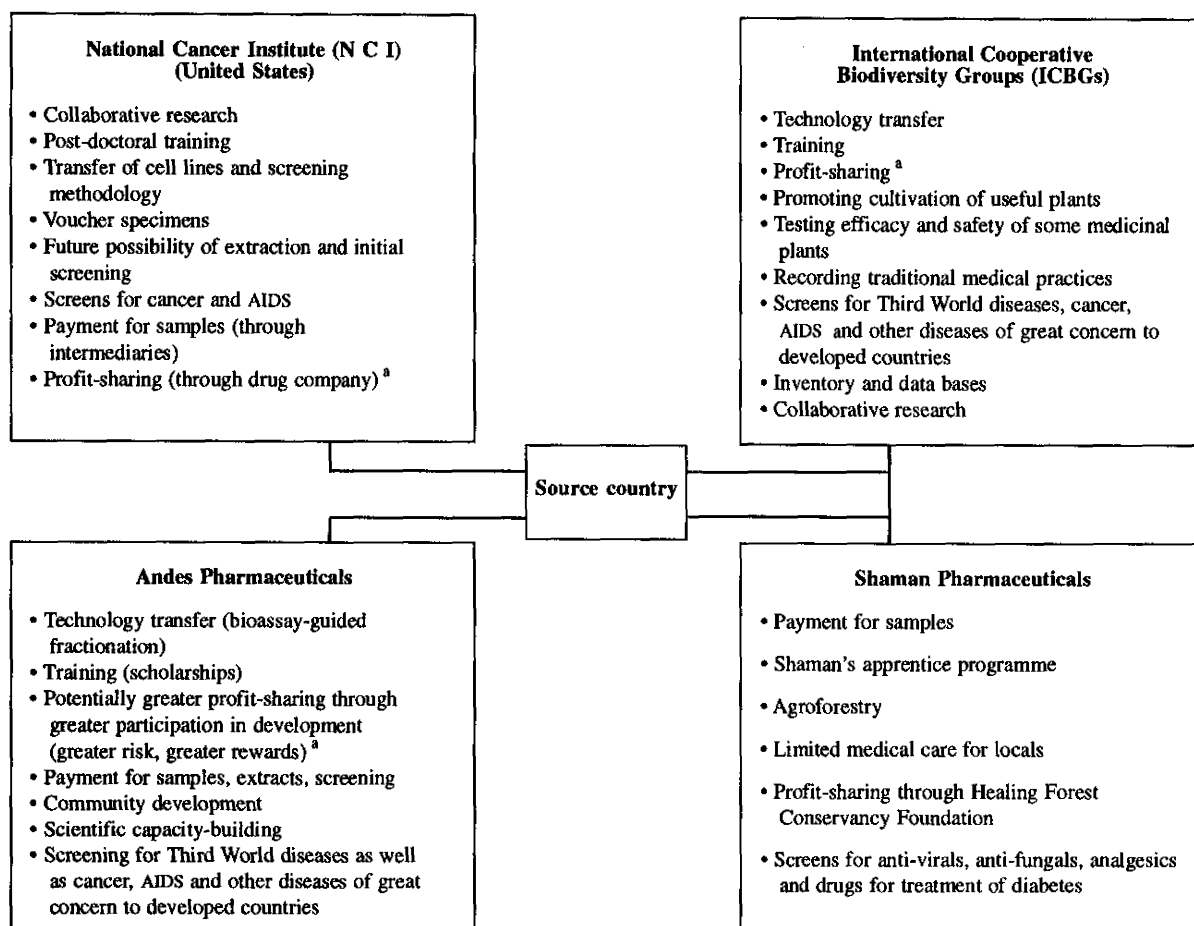 National Cancer Institute (N C I)
(United States)
• Collaborative research
• Post-doctoral training
• Transfer of cell lines and screening
methodology
• Voucher specimens
• Future possibility of extraction and initial
screening
• Screens for cancer and AIDS
• Payment for samples (through
intermediaries)
• Profit-sharing (through drug company) a
International Cooperative
Biodiversity Groups (ICBGs)
• Technology transfer
• Training
• Profit-sharing a
• Promoting cultivation of useful plants
• Testing efficacy and safety of some medicinal
plants
• Recording traditional medical practices
• Screens for Third World diseases, cancer,
AIDS and other diseases of great concern to
developed countries
• Inventory and data bases
• Collaborative research
Source country
Andes Pharmaceuticals
• Technology transfer (bioassay-guided
fractionation)
• Training (scholarships)
• Potentially greater profit-sharing through
greater participation in development
(greater risk, greater rewards) a
• Payment for samples, extracts, screening
• Community development
• Scientific capacity-building
• Screening for Third World diseases as well
as cancer, AIDS and other diseases of great
concern to developed countries
Shaman Pharmaceuticals
• Payment for samples
• Shaman's apprentice programme
• Agroforestry
• Limited medical care for locals
• Profit-sharing through Healing Forest
Conservancy Foundation
• Screens for anti-virals, anti-fungals, analgesics
and drugs for treatment of diabetes